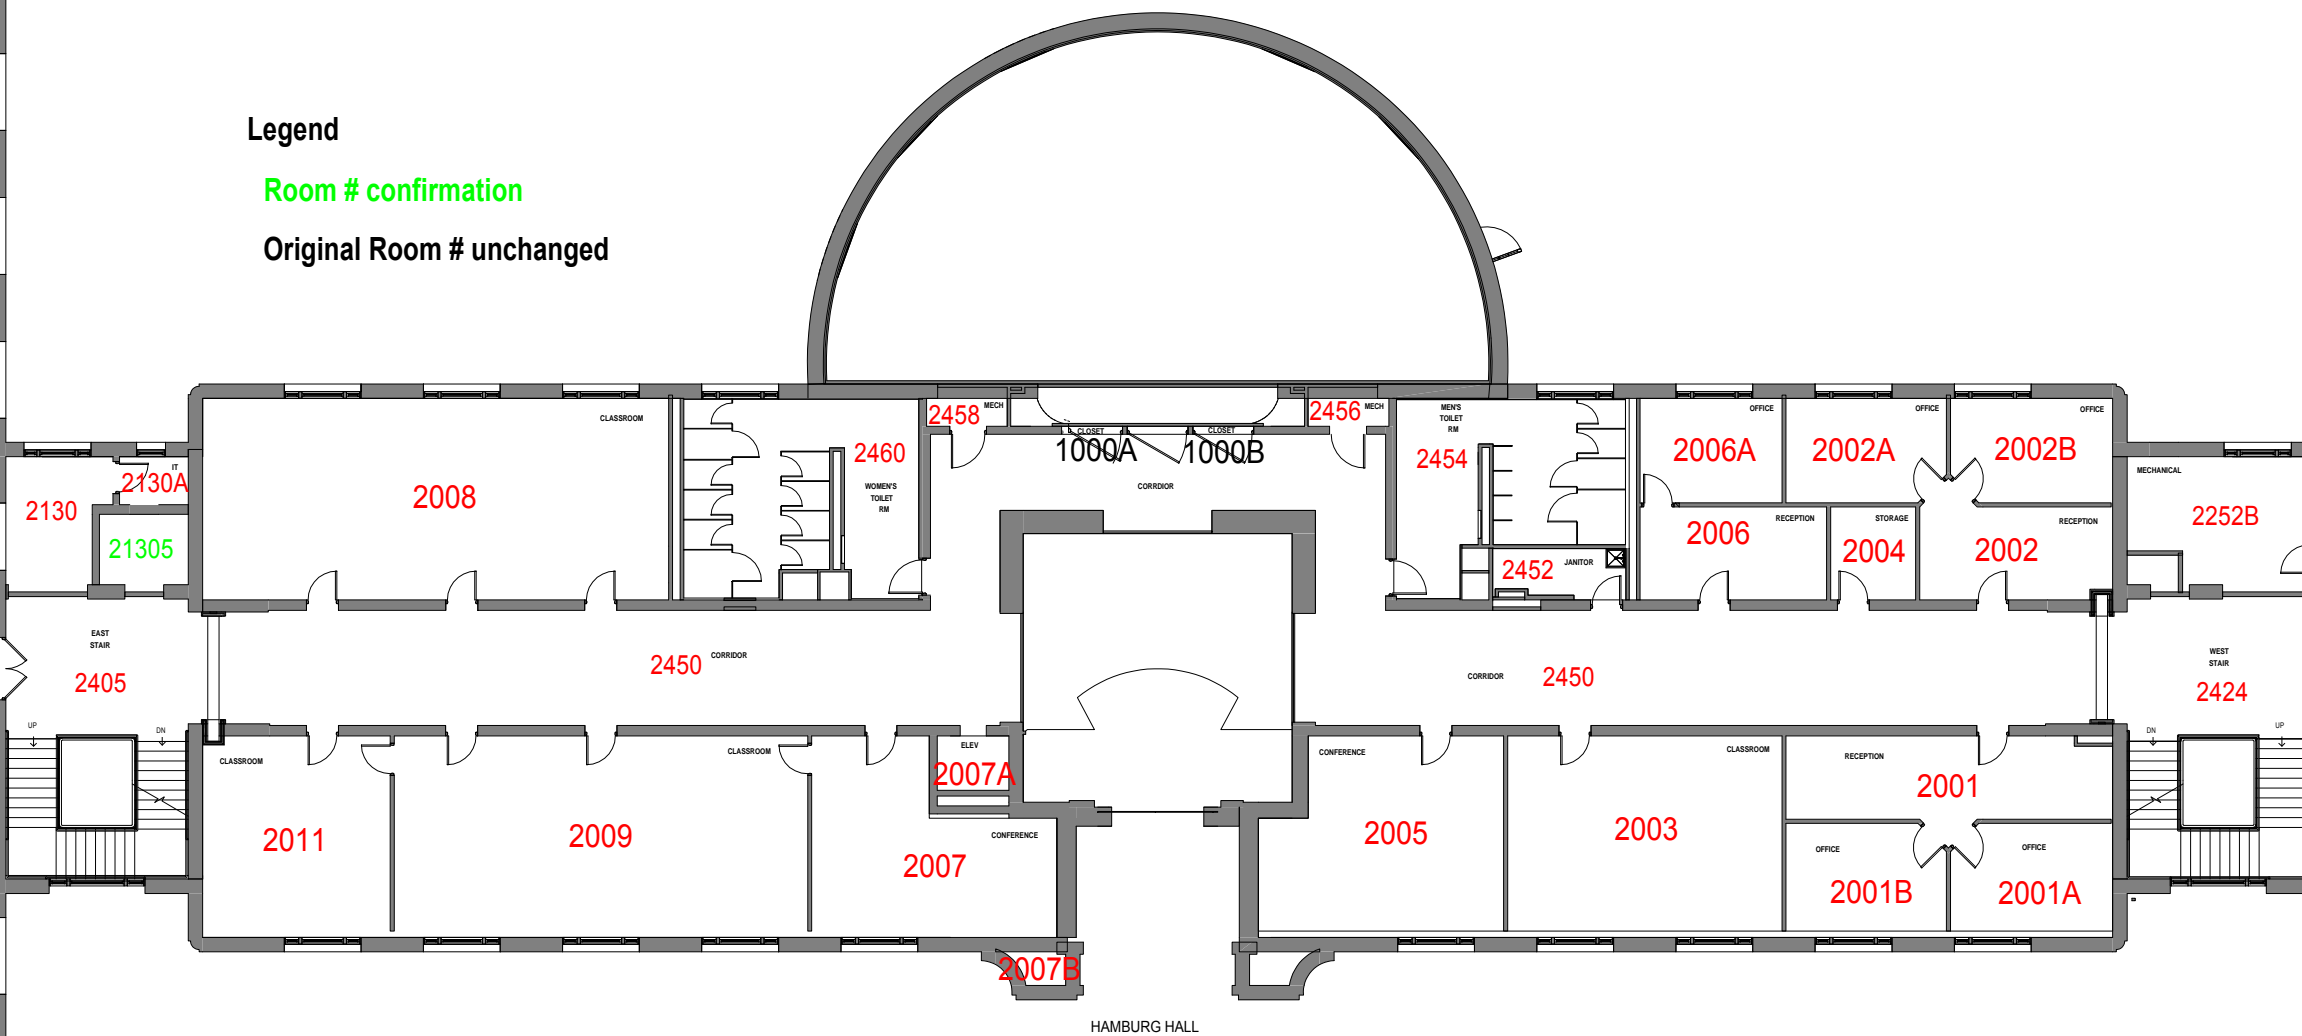 Legend
Room # confirmation
Original Room # unchanged
CLASSROOM
2008
2458
MECH
CLOSET
1000A
CLOSET
1000B
2456
MECH
MEN'S
TOILET
RM
2454
OFFICE
2006A
OFFICE
2002A
OFFICE
2002B
MECHANICAL
2252B
IT
2130A
2130
21305
2460
WOMEN'S
TOILET
RM
CORRDIOR
2452
JANITOR
RECEPTION
2006
STORAGE
2004
RECEPTION
2002
EAST
STAIR
2405
UP
DN
2450
CORRIDOR
CORRIDOR
2450
WEST
STAIR
2424
DN
UP
CLASSROOM
2011
CLASSROOM
2009
ELEV
2007A
CONFERENCE
2007
2007B
CONFERENCE
2005
CLASSROOM
2003
RECEPTION
2001
OFFICE
2001B
OFFICE
2001A
HAMBURG HALL